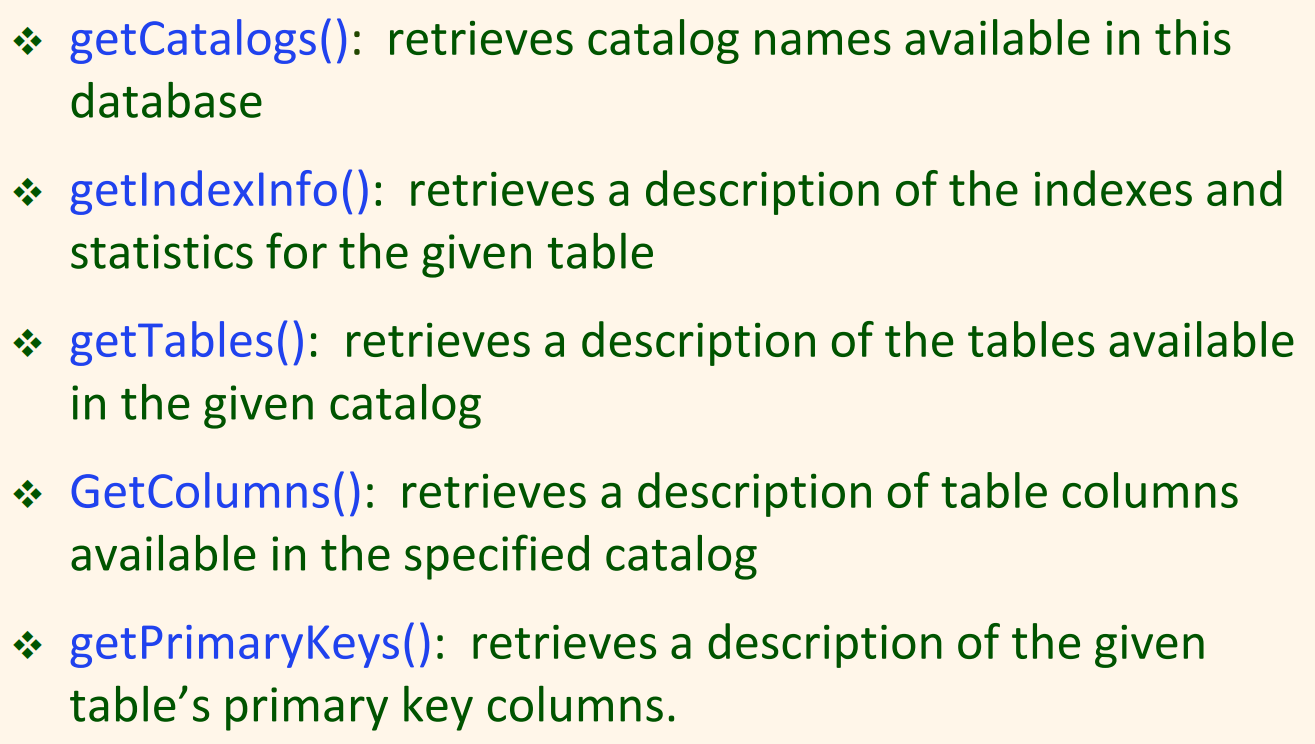 ❖ getCatalogs(): retrieves catalog names available in this
database
❖ getIndexInfo(): retrieves a description of the indexes and
statistics for the given table
❖ getTables(): retrieves a description of the tables available
in the given catalog
❖ GetColumns(): retrieves a description of table columns
available in the specified catalog
❖ getPrimaryKeys(): retrieves a description of the given
table’s primary key columns.